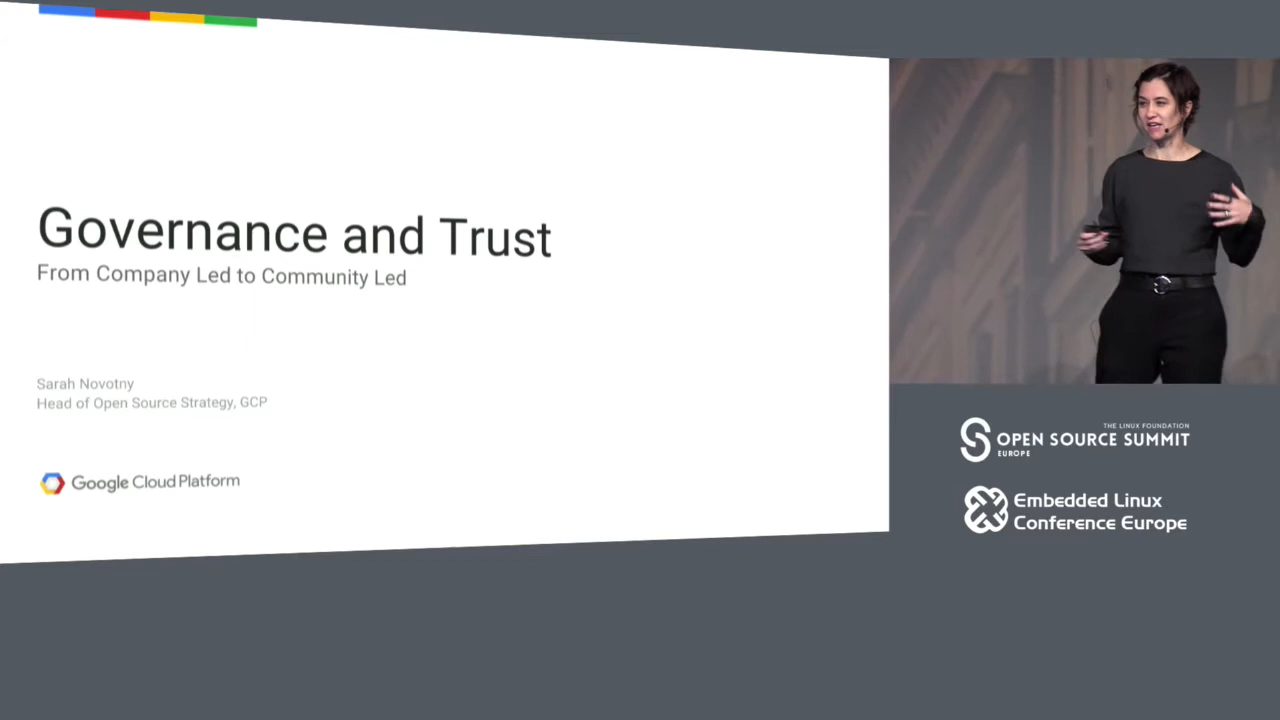 Governance and Trust
From Company Led to Community Led
Sarah Novotny
Head of Open Source Strategy, GCP
Google Cloud Platform
THE LINUX FOUNDATION
OPEN SOURCE SUMMIT
EUROPE
Embedded Linux
Conference Europe